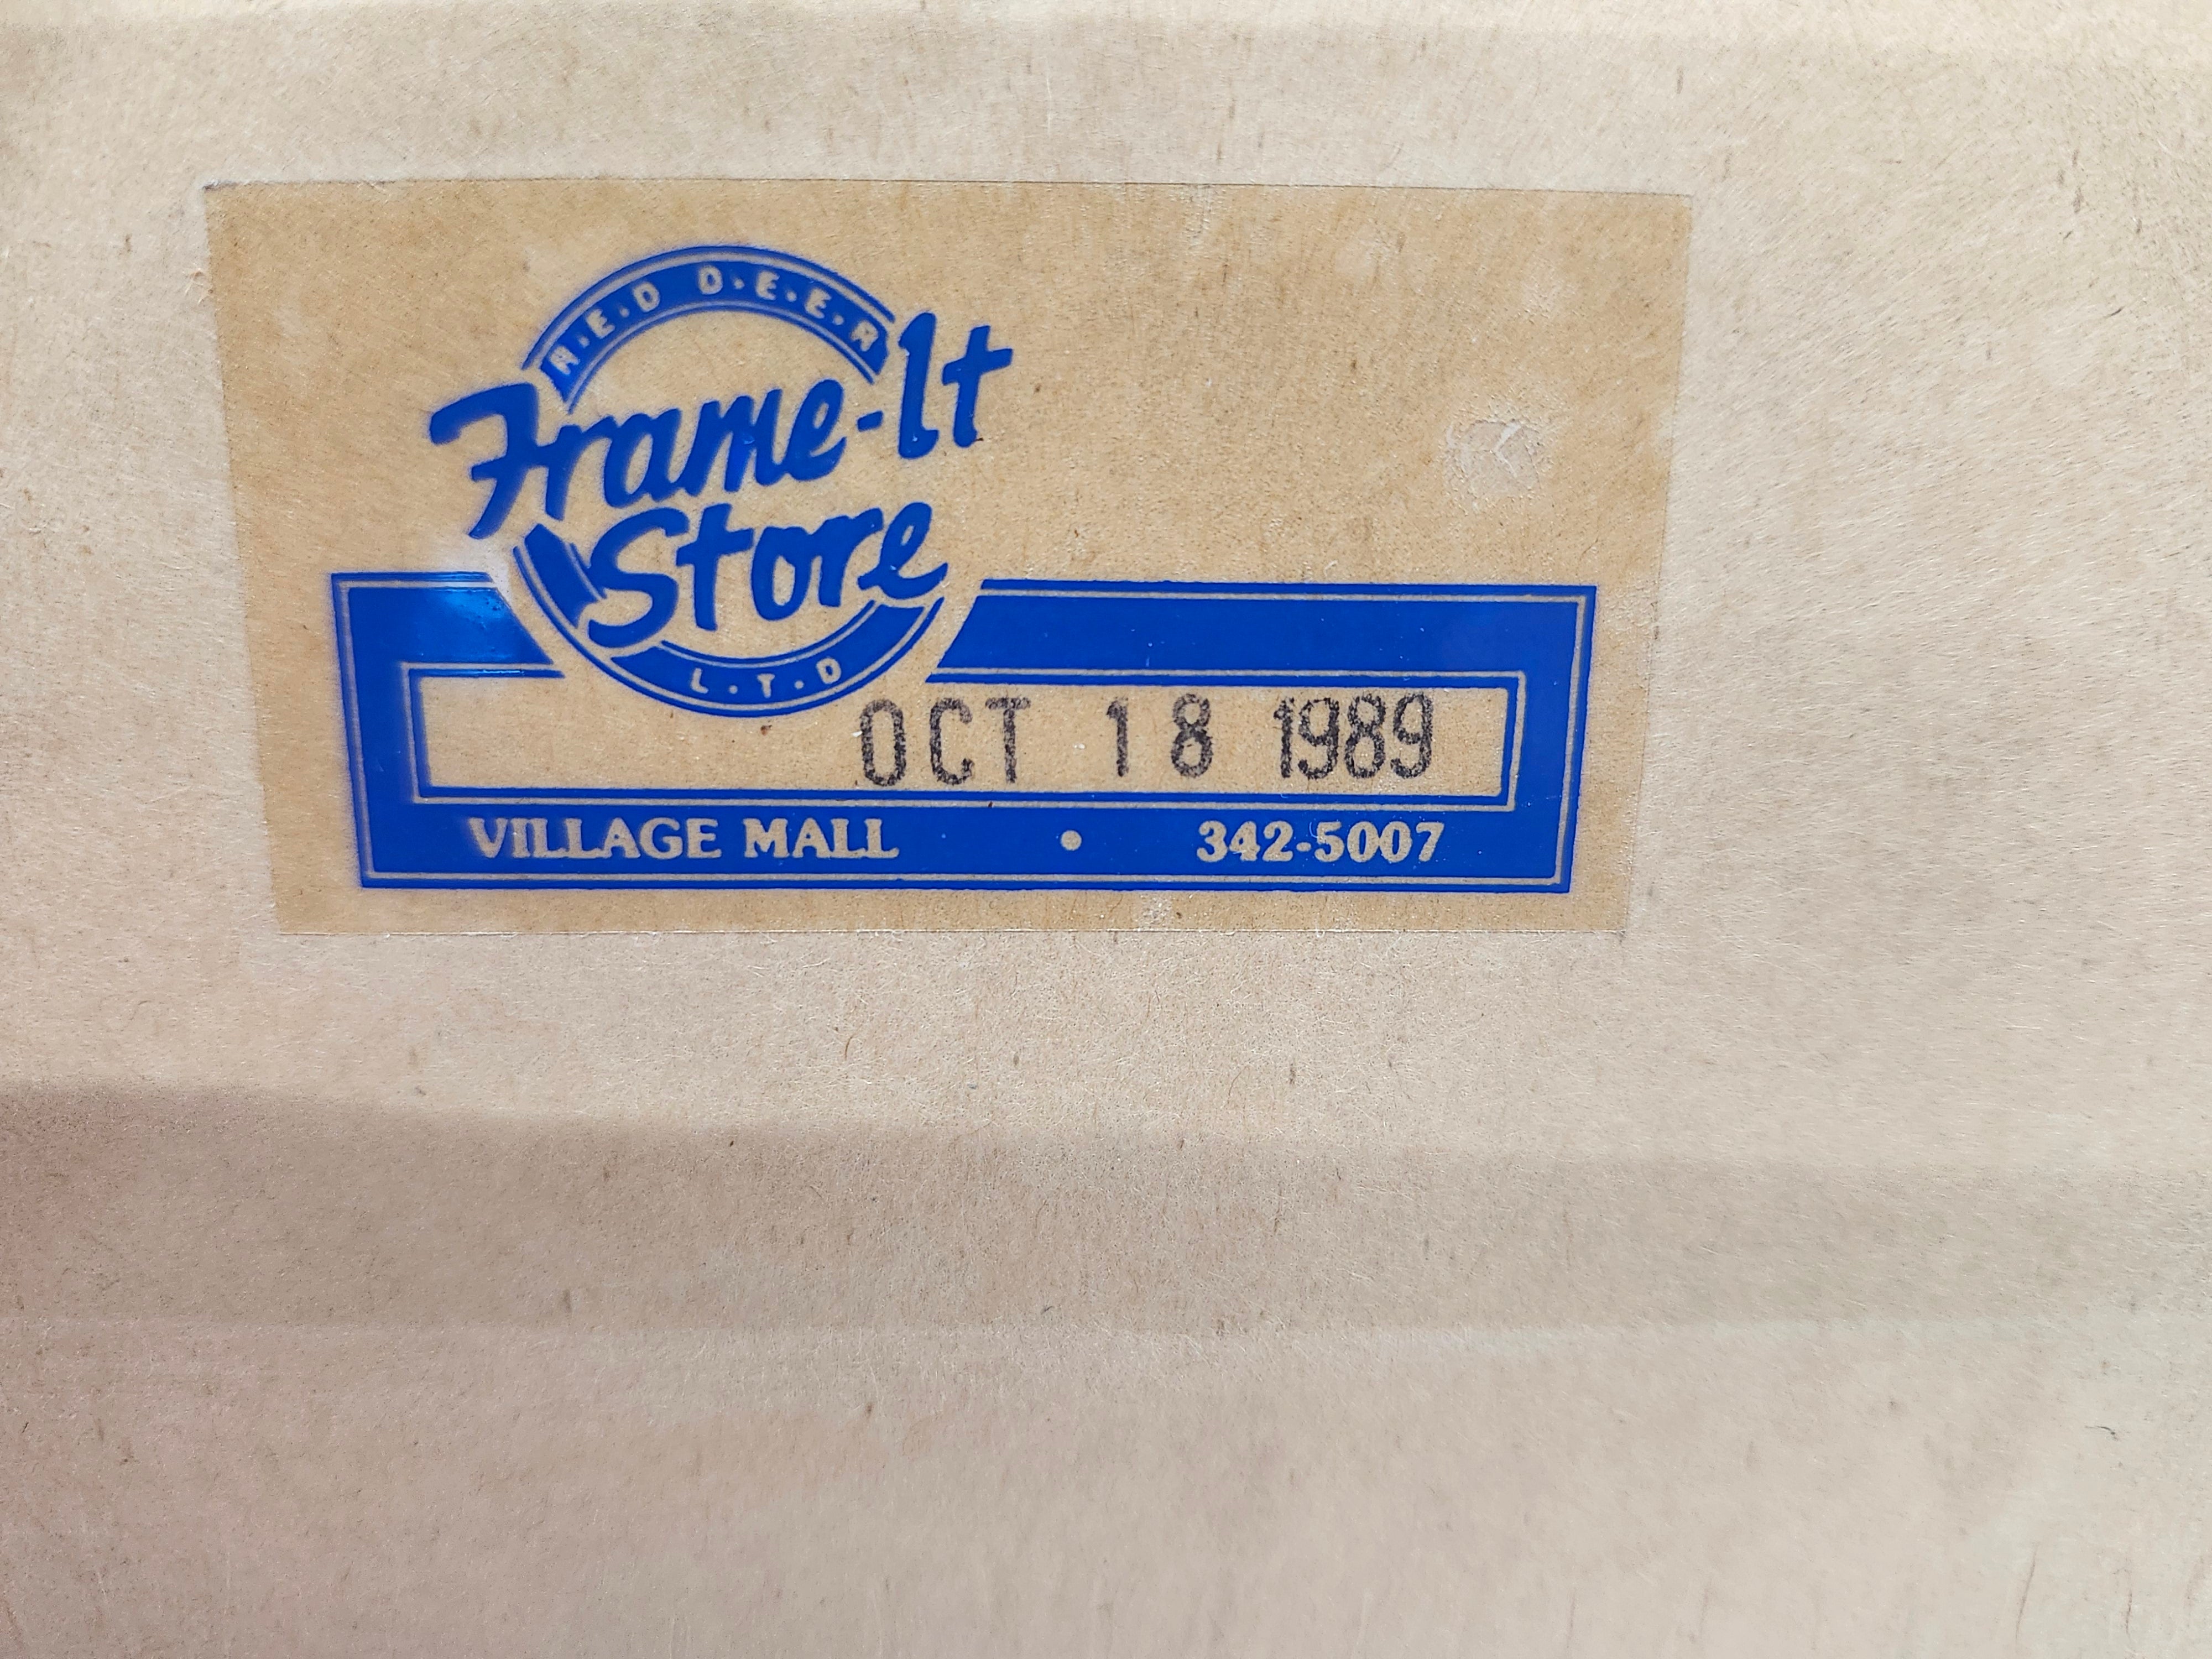 R·E·D D·E·E·R
Frame-It
Store
L·T·D
OCT 18 1989
VILLAGE MALL • 342-5007